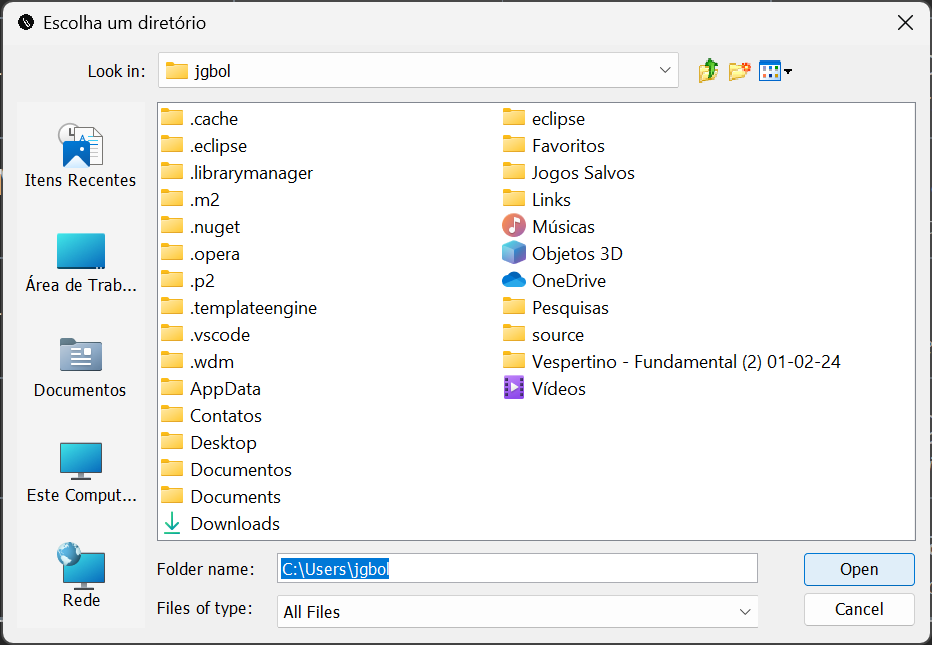 Escolha um diretório
Look in:
jgbol
Itens Recentes
Área de Trab...
Documentos
Este Comput...
Rede
.cache
.eclipse
.librarymanager
.m2
.nuget
.opera
.p2
.templateengine
.vscode
.wdm
AppData
Contatos
Desktop
Documentos
Documents
Downloads
eclipse
Favoritos
Jogos Salvos
Links
Músicas
Objetos 3D
OneDrive
Pesquisas
source
Vespertino - Fundamental (2) 01-02-24
Vídeos
Folder name:
C:\Users\jgbol
Open
Files of type:
All Files
Cancel